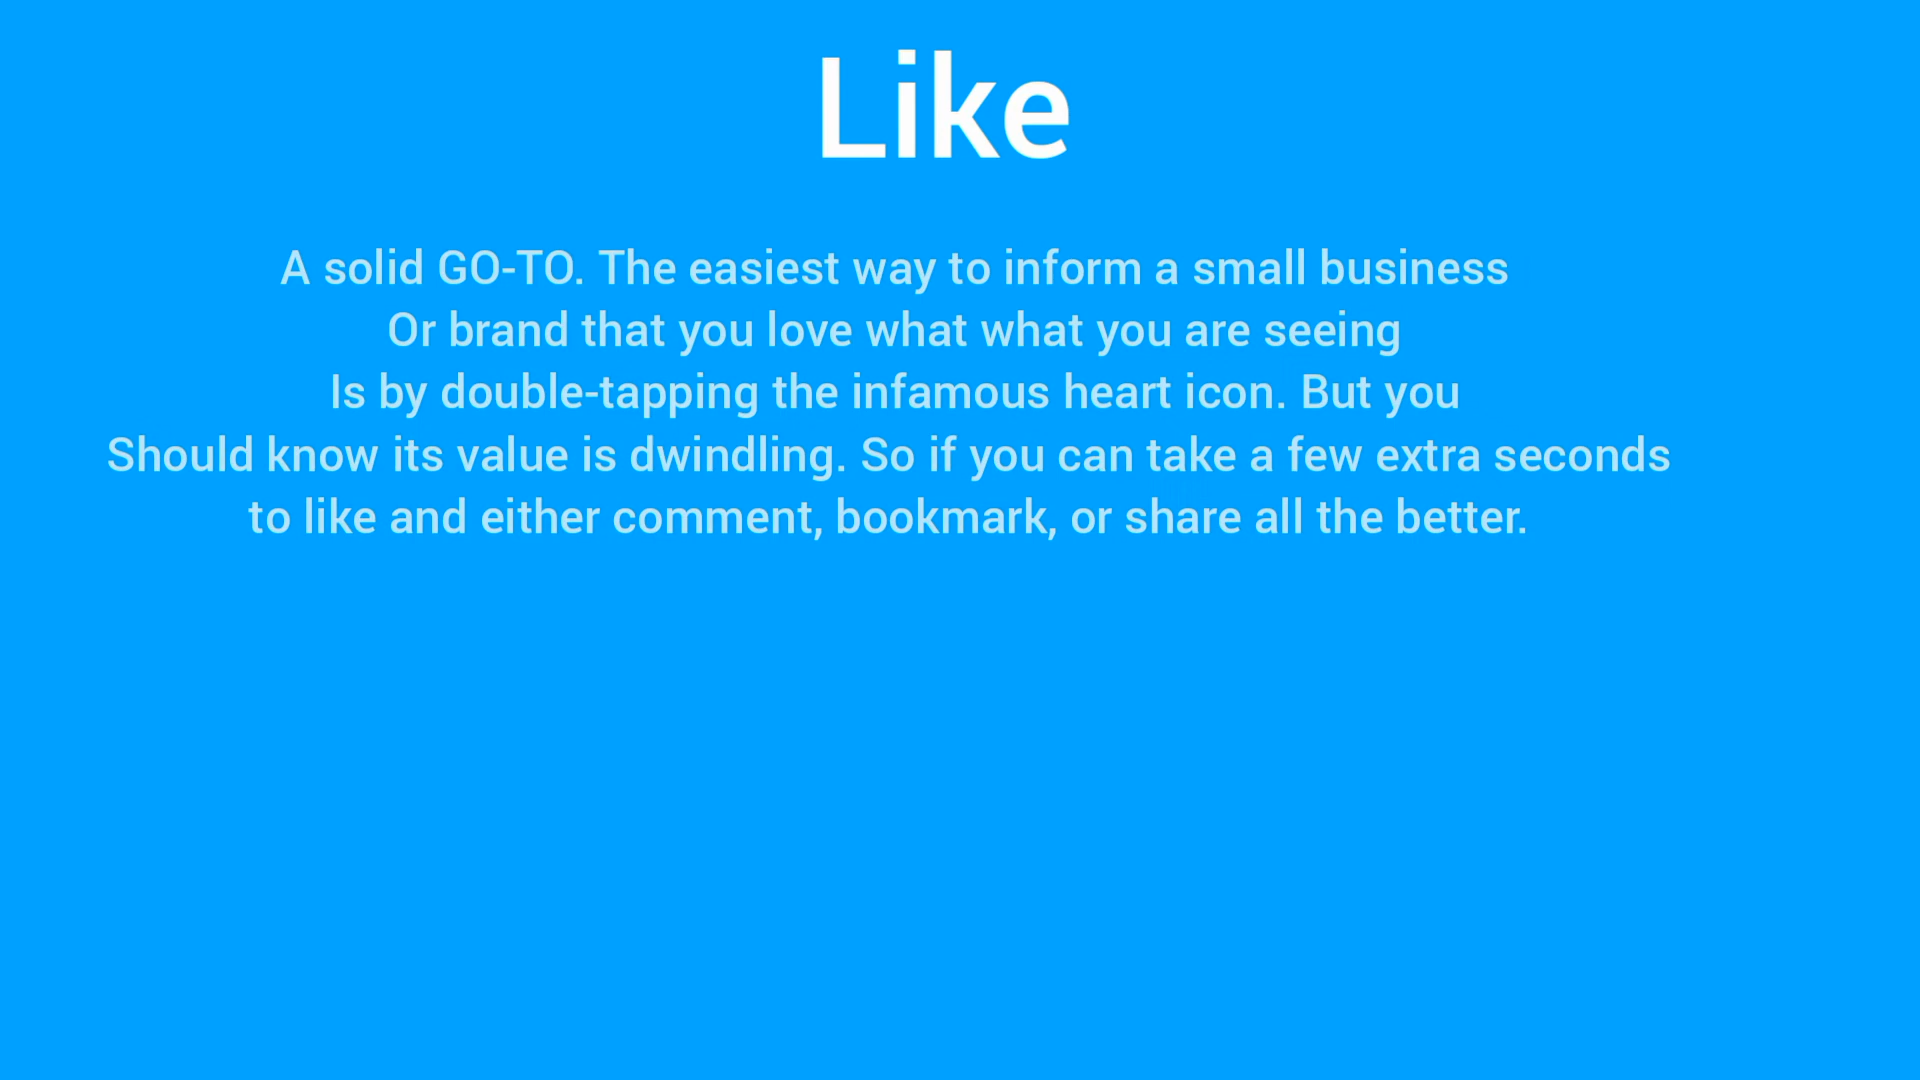 Like
A solid GO-TO. The easiest way to inform a small business
Or brand that you love what what you are seeing
Is by double-tapping the infamous heart icon. But you
Should know its value is dwindling. So if you can take a few extra seconds
to like and either comment, bookmark, or share all the better.